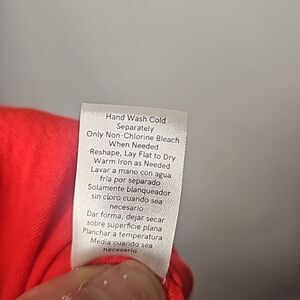 Hand Wash Cold
Separately
Only Non-Chlorine Bleach
When Needed
Reshape, Lay Flat to Dry
Warm Iron as Needed
Lavar a mano con agua
fría por separado
Solamente blanqueador
sin cloro cuando sea
necesario
Dar forma, dejar secar
sobre superficie plana
Planchar a temperatura
Media cuando sea
necesario